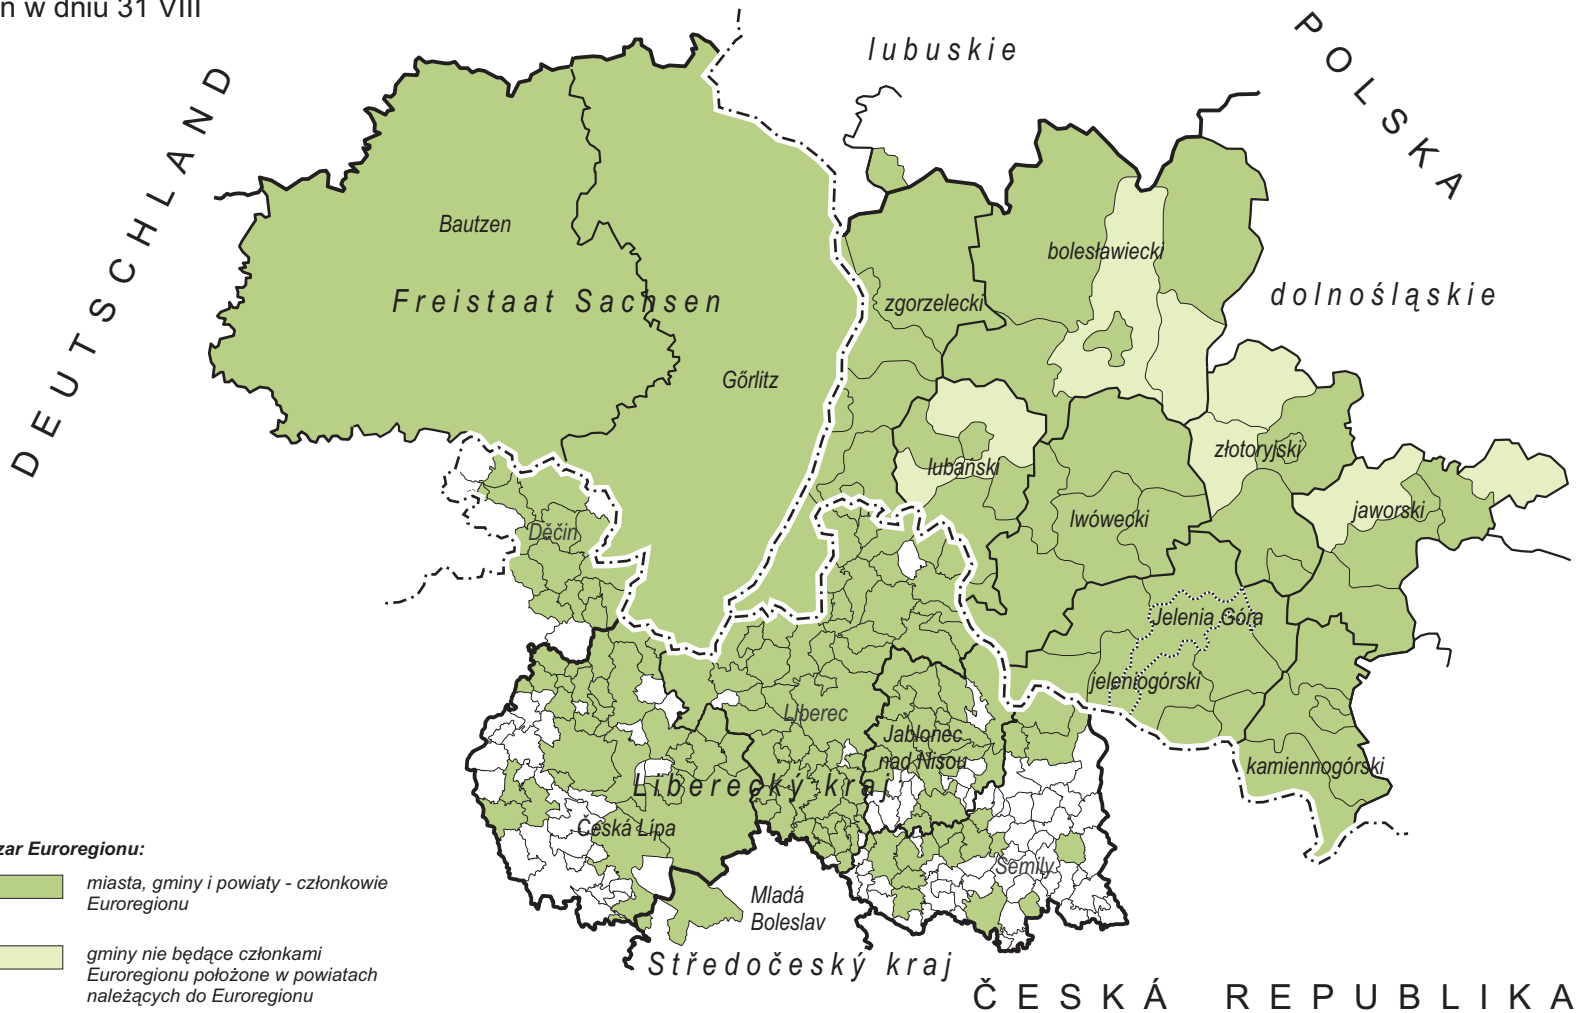 n w dniu 31 VIII
lubuskie
POLSKA
DEUTSCHLAND
Bautzen
bolesławiecki
Freistaat Sachsen
zgorzelecki
dolnośląskie
Gőrlitz
złotoryjski
lubański
jaworski
lwówecki
Děčin
Jelenia Góra
jeleniogórski
Liberec
Jablonec
nad Nisou
kamiennogórski
Liberecký kraj
Česká Lípa
Semily
zar Euroregionu:
miasta, gminy i powiaty - członkowie
Euroregionu
Mladá
Boleslav
gminy nie będące członkami
Euroregionu położone w powiatach
należących do Euroregionu
Středočeský kraj
ČESKÁ REPUBLIKA